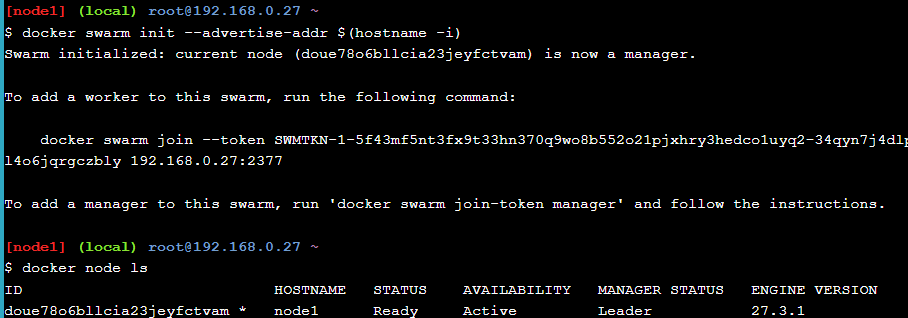 [node1] (local) root@192.168.0.27 ~
$ docker swarm init --advertise-addr $(hostname -i)
Swarm initialized: current node (doue78o6bllcia23jeyfctvam) is now a manager.
To add a worker to this swarm, run the following command:
docker swarm join --token SWMTKN-1-5f43mf5nt3fx9t33hn370q9wo8b552o21pjxhry3hedco1uyq2-34qyn7j4dlp
l4o6jqrgczbly 192.168.0.27:2377
To add a manager to this swarm, run 'docker swarm join-token manager' and follow the instructions.
[node1] (local) root@192.168.0.27 ~
$ docker node ls
ID HOSTNAME STATUS AVAILABILITY MANAGER STATUS ENGINE VERSION
doue78o6bllcia23jeyfctvam * node1 Ready Active Leader 27.3.1